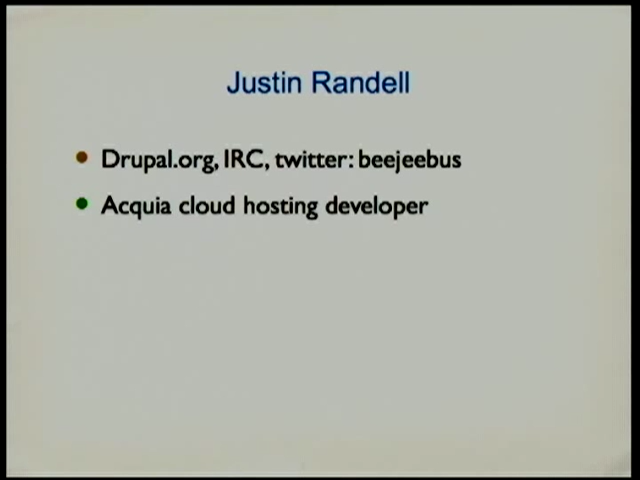 Justin Randell
Drupal.org, IRC, twitter: beejeebus
Acquia cloud hosting developer